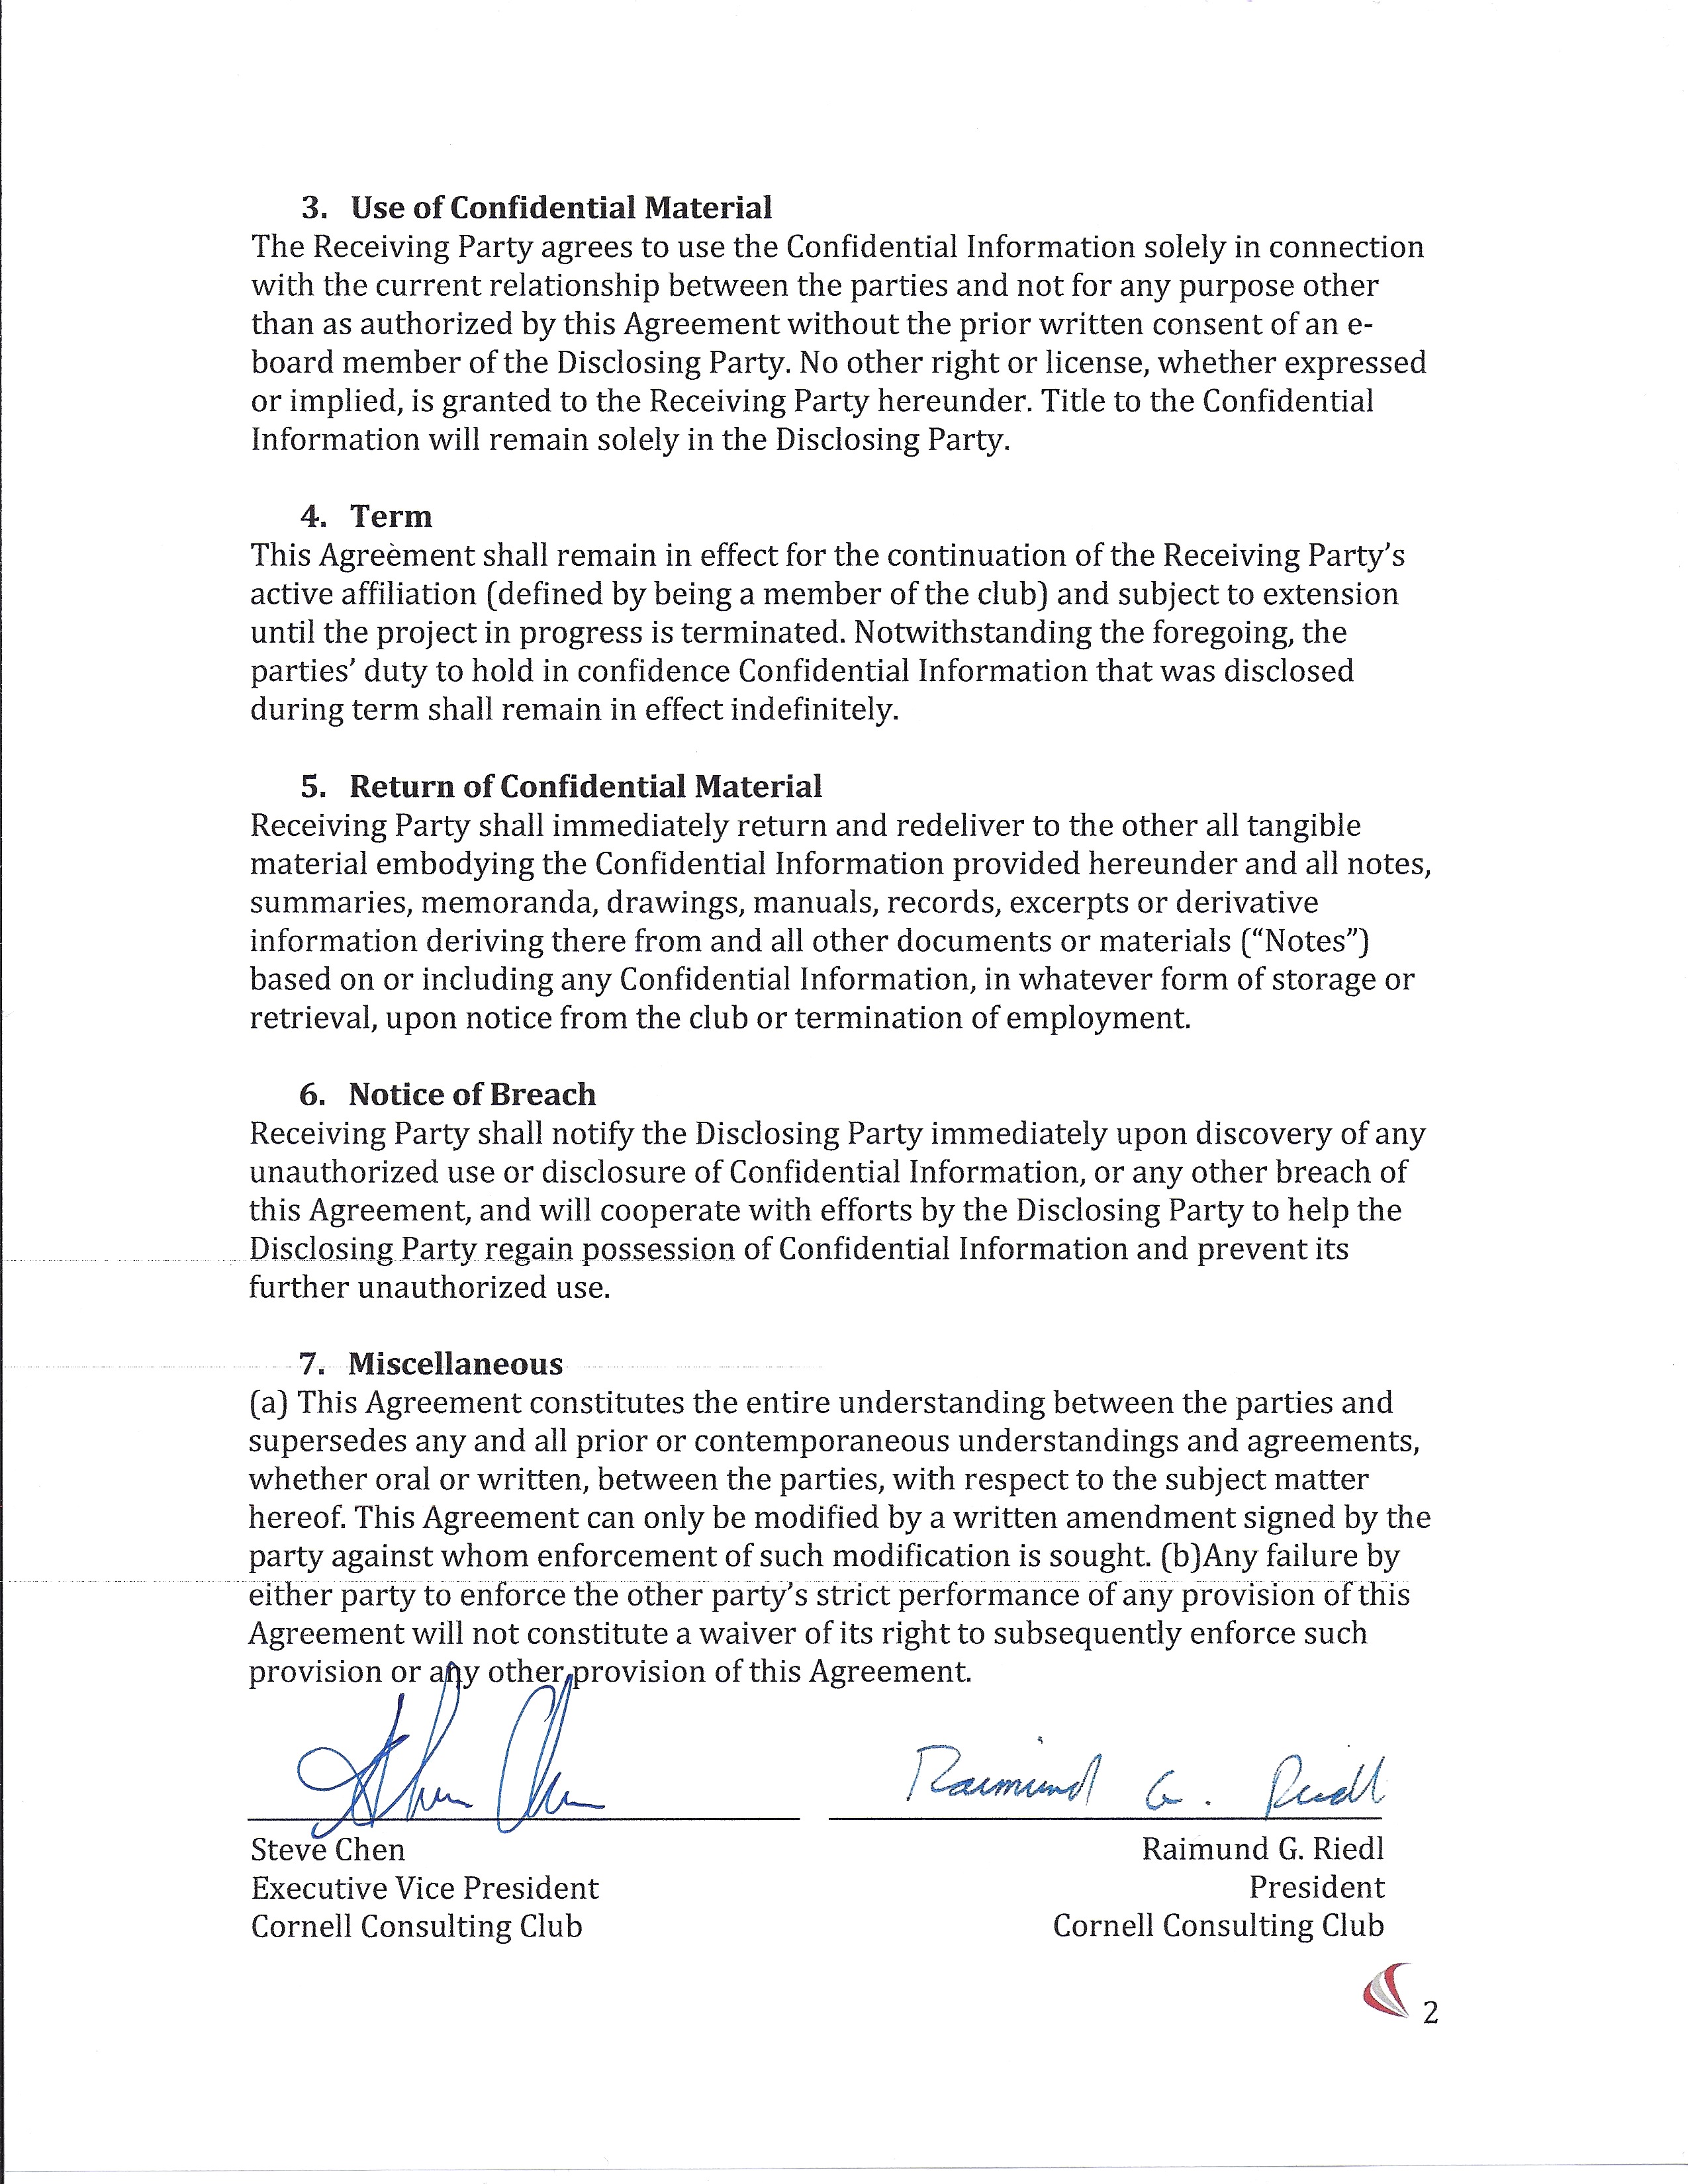 3. Use of Confidential Material
The Receiving Party agrees to use the Confidential Information solely in connection
with the current relationship between the parties and not for any purpose other
than as authorized by this Agreement without the prior written consent of an e-
board member of the Disclosing Party. No other right or license, whether expressed
or implied, is granted to the Receiving Party hereunder. Title to the Confidential
Information will remain solely in the Disclosing Party.
4. Term
This Agreement shall remain in effect for the continuation of the Receiving Party's
active affiliation (defined by being a member of the club) and subject to extension
until the project in progress is terminated. Notwithstanding the foregoing, the
parties' duty to hold in confidence Confidential Information that was disclosed
during term shall remain in effect indefinitely.
5. Return of Confidential Material
Receiving Party shall immediately return and redeliver to the other all tangible
material embodying the Confidential Information provided hereunder and all notes,
summaries, memoranda, drawings, manuals, records, excerpts or derivative
information deriving there from and all other documents or materials (“Notes”)
based on or including any Confidential Information, in whatever form of storage or
retrieval, upon notice from the club or termination of employment.
6. Notice of Breach
Receiving Party shall notify the Disclosing Party immediately upon discovery of any
unauthorized use or disclosure of Confidential Information, or any other breach of
this Agreement, and will cooperate with efforts by the Disclosing Party to help the
Disclosing Party regain possession of Confidential Information and prevent its
further unauthorized use.
7. Miscellaneous
(a) This Agreement constitutes the entire understanding between the parties and
supersedes any and all prior or contemporaneous understandings and agreements,
whether oral or written, between the parties, with respect to the subject matter
hereof. This Agreement can only be modified by a written amendment signed by the
party against whom enforcement of such modification is sought. (b)Any failure by
either party to enforce the other party's strict performance of any provision of this
Agreement will not constitute a waiver of its right to subsequently enforce such
provision or any other provision of this Agreement.
Raimund G. Riedl
Steve Chen
Executive Vice President
Cornell Consulting Club
Raimund G. Riedl
President
Cornell Consulting Club
2